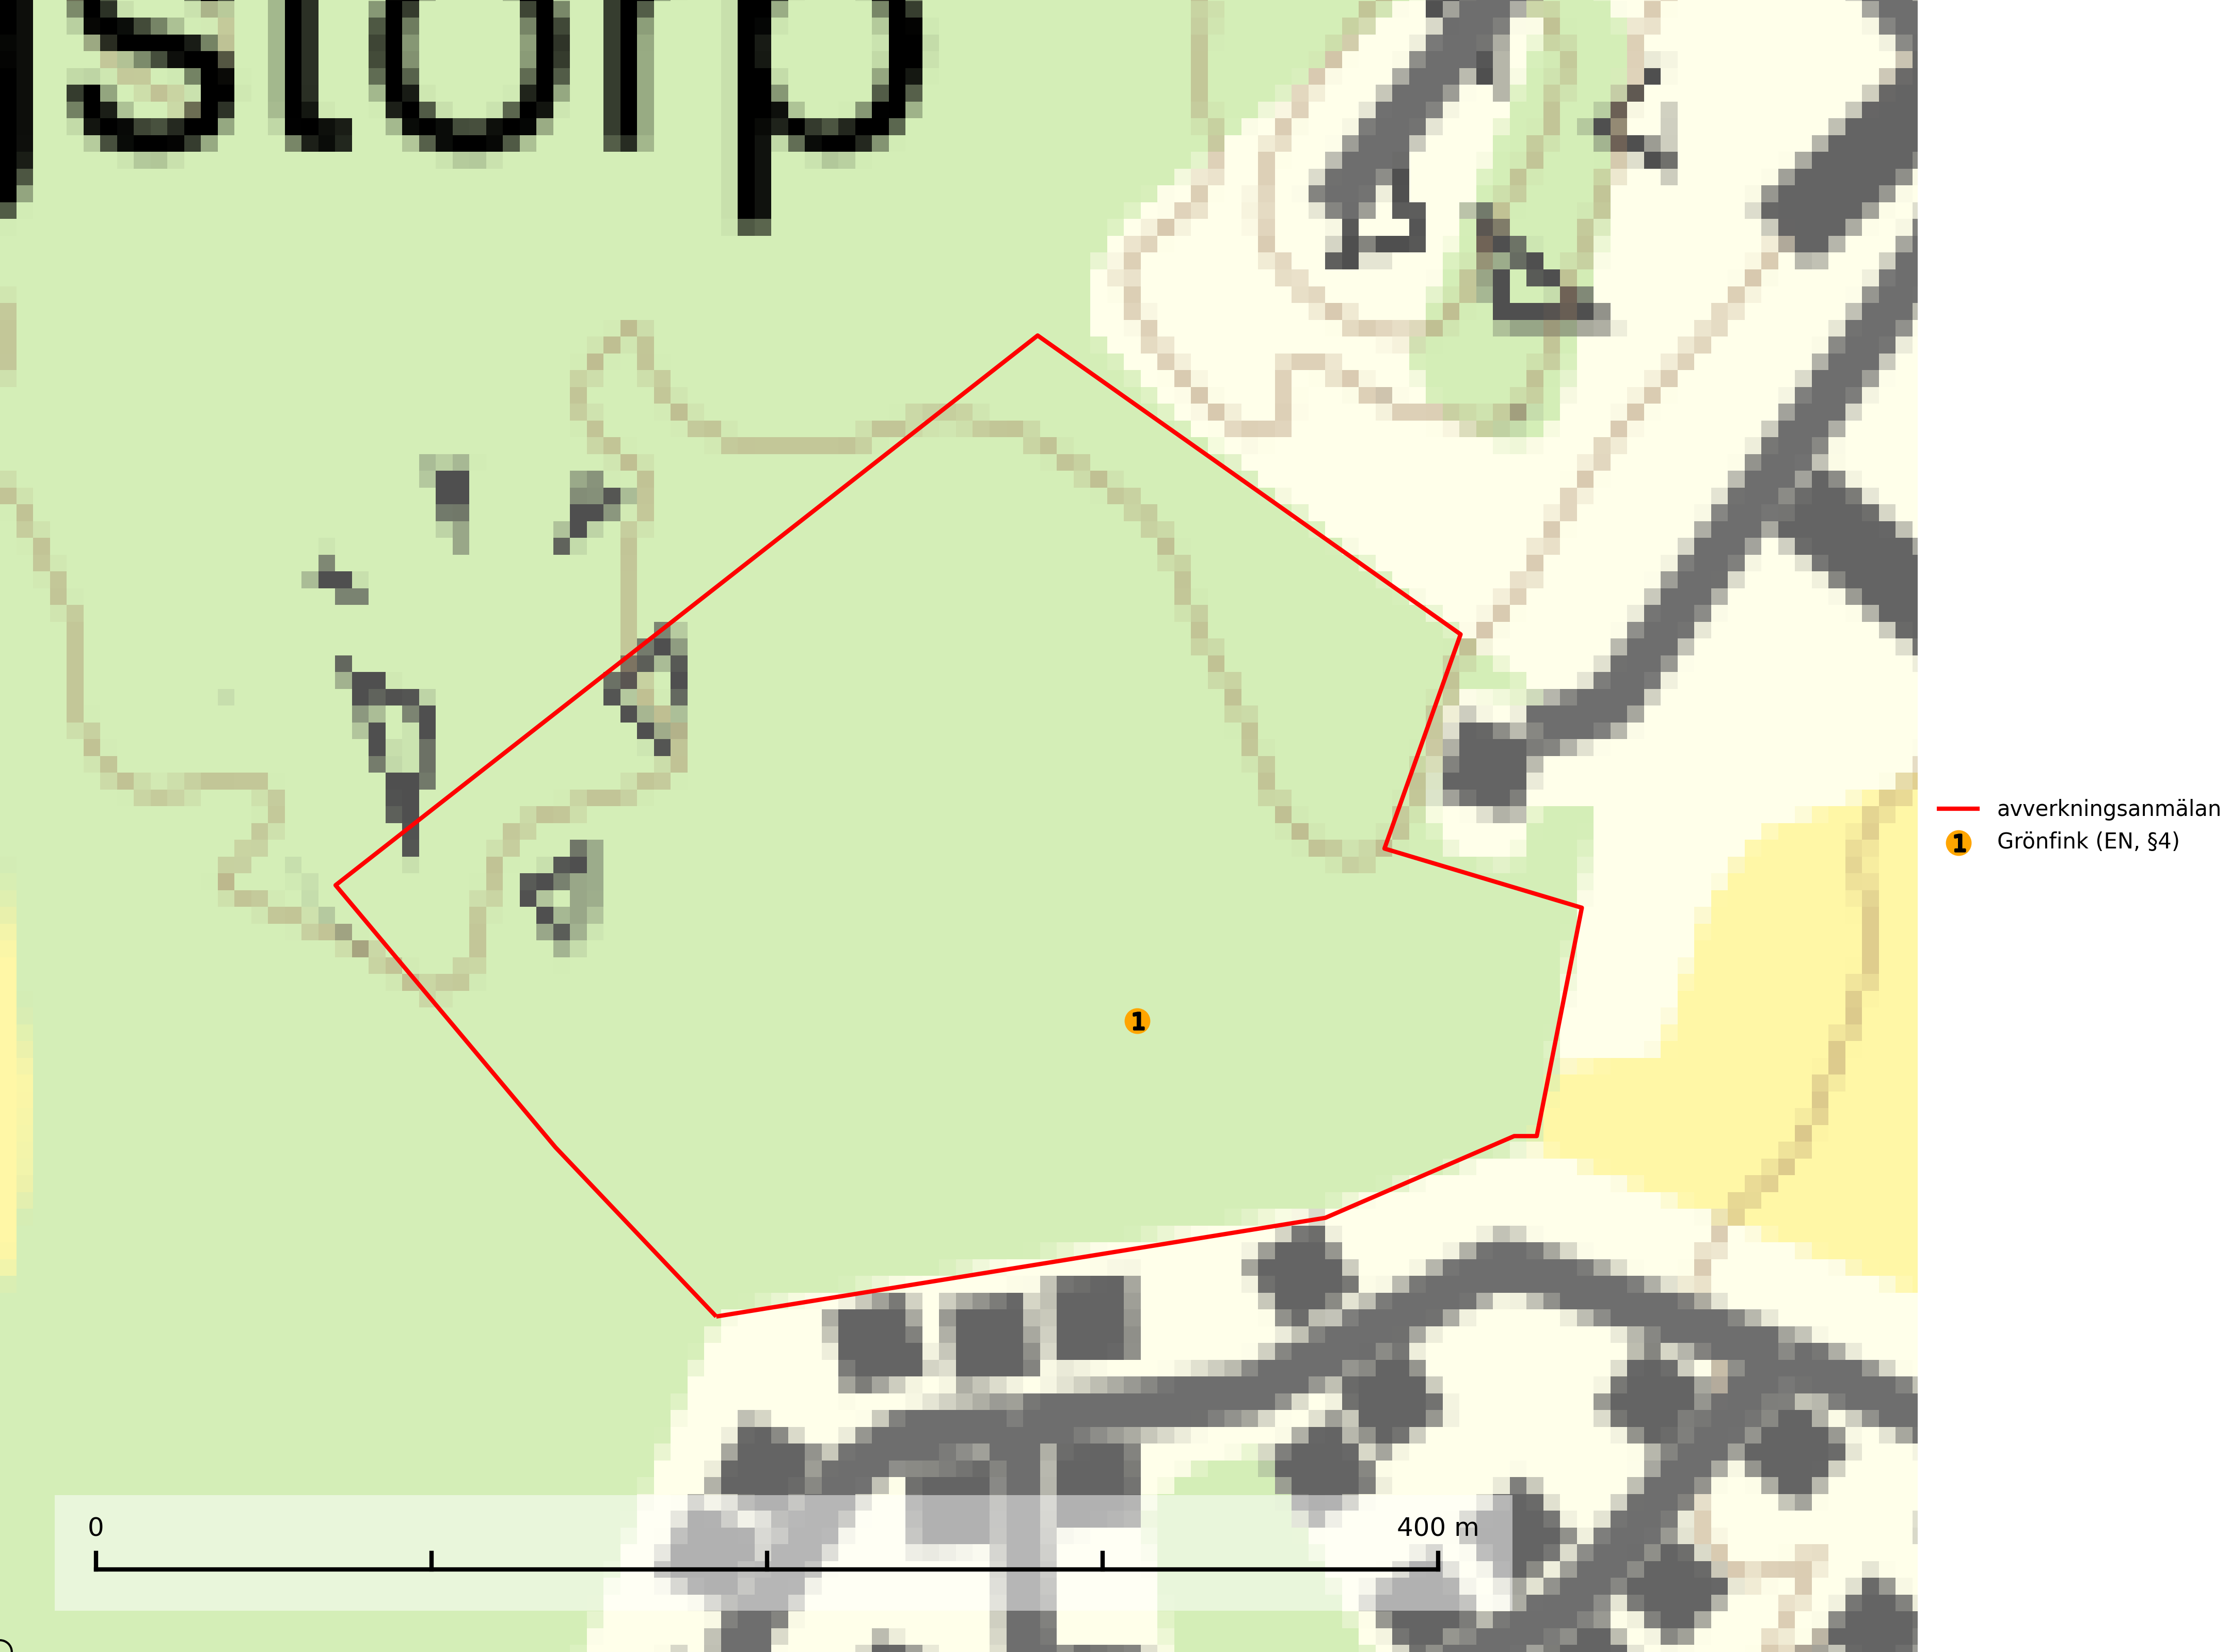 storp
avverkningsanmälan
1 Grönfink (EN, §4)
1
0 400 m